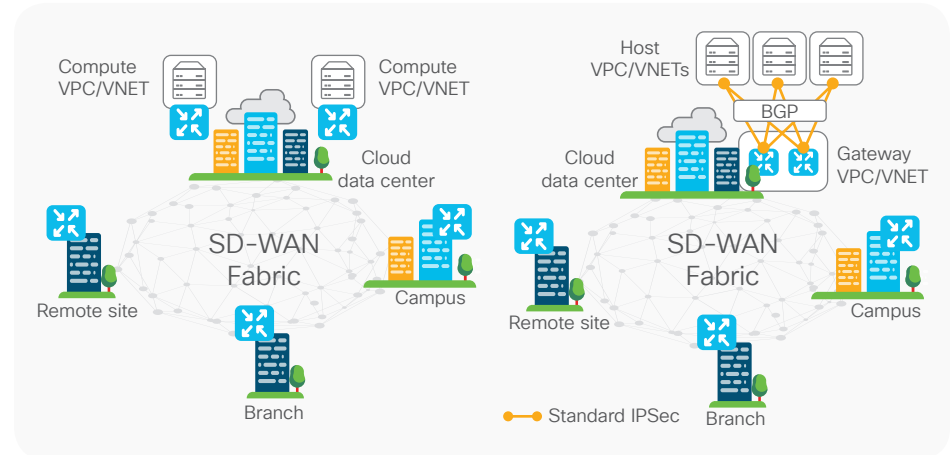 Compute
VPC/VNET
Compute
VPC/VNET
Cloud
data center
SD-WAN
Fabric
Remote site
Campus
Branch
Host
VPC/VNETs
BGP
Cloud
data center
Gateway
VPC/VNET
SD-WAN
Fabric
Remote site
Campus
Branch
Standard IPSec